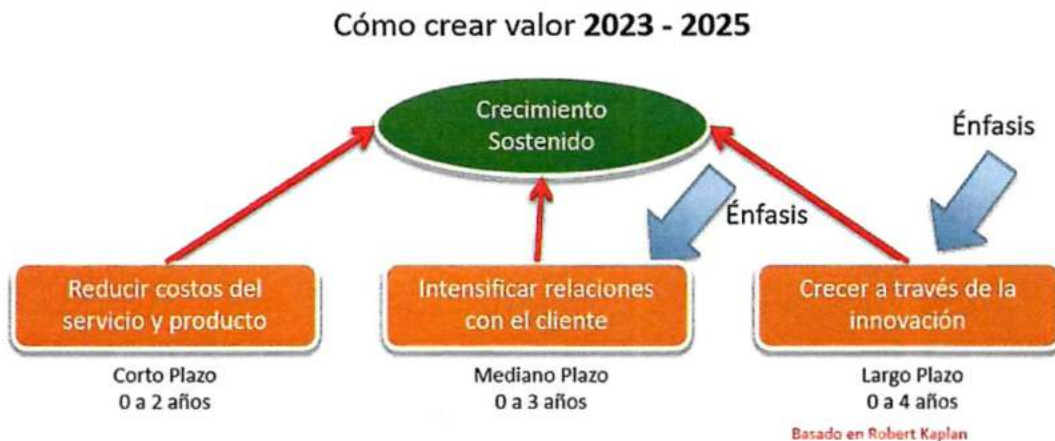 Cómo crear valor 2023 - 2025
Crecimiento
Sostenido
Énfasis
Énfasis
Reducir costos del
servicio y producto
Intensificar relaciones
con el cliente
Crecer a través de la
innovación
Corto Plazo
0 a 2 años
Mediano Plazo
0 a 3 años
Largo Plazo
0 a 4 años
Basado en Robert Kaplan